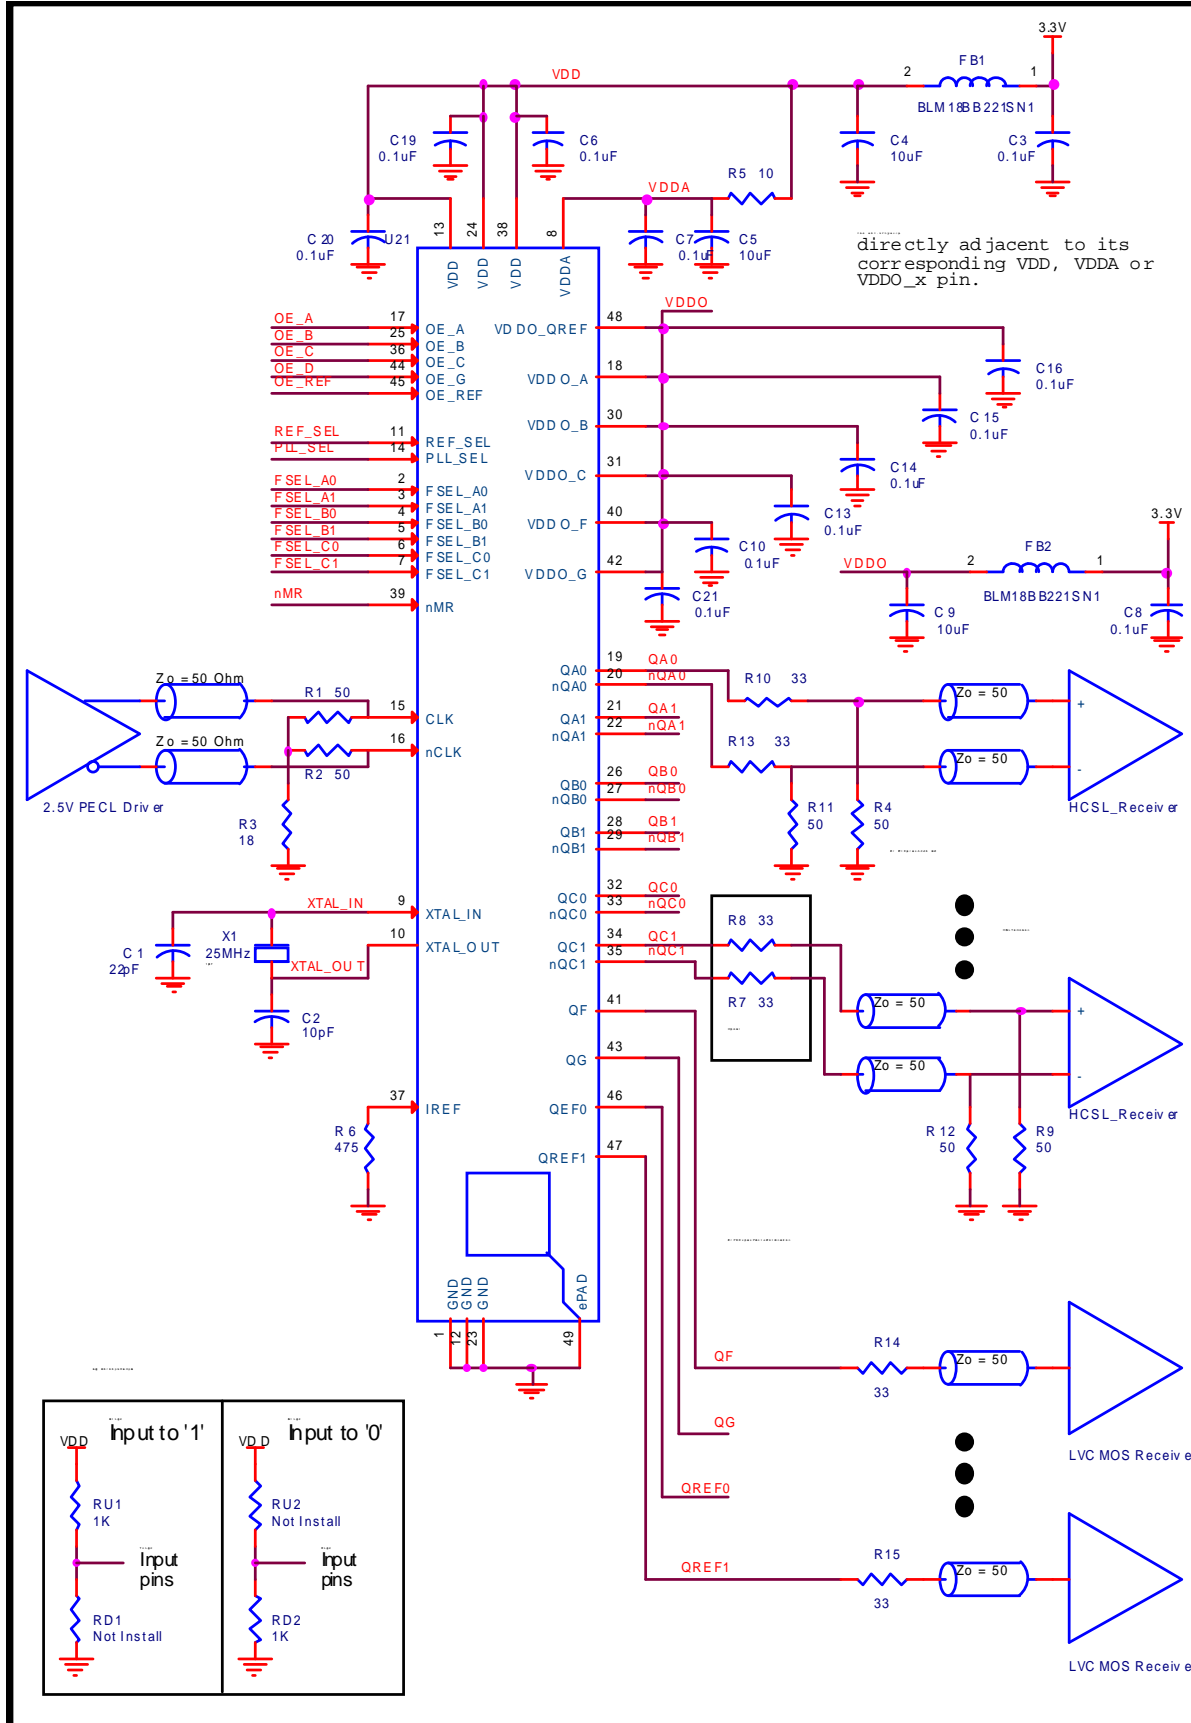 3.3V
FB1
2
1
VDD
BLM18BB221SN1
C19
0.1uF
C6
0.1uF
C4
10uF
C3
0.1uF
R5 10
VDDA
13
24
38
8
C20
0.1uF
U21
C7
0.1uF
C5
10uF
VDD
VDD
VDD
VDDA
directly adjacent to its
corresponding VDD, VDDA or
VDDO_x pin.
VDDO
OE_A
17
OE_A
OE_B
25
OE_B
OE_C
36
OE_C
OE_D
44
OE_G
OE_REF
45
OE_REF
VDDO_QREF
48
VDDO_A
18
VDDO_B
30
VDDO_C
31
VDDO_F
40
VDDO_G
42
C16
0.1uF
C15
0.1uF
C14
0.1uF
C13
0.1uF
C10
0.1uF
C21
0.1uF
REF_SEL
11
REF_SEL
PLL_SEL
14
PLL_SEL
FSEL_A0
2
FSEL_A0
FSEL_A1
3
FSEL_A1
FSEL_B0
4
FSEL_B0
FSEL_B1
5
FSEL_B1
FSEL_C0
6
FSEL_C0
FSEL_C1
7
FSEL_C1
nMR
39
nMR
3.3V
FB2
VDDO
2
1
BLM18BB221SN1
C9
10uF
C8
0.1uF
Zo = 50 Ohm
R1 50
15
CLK
Zo = 50 Ohm
16
nCLK
R2 50
2.5V PECL Driver
R3
18
QA0
19
QA0
nQA0
20
nQA0
QA1
21
QA1
nQA1
22
nQA1
QB0
26
QB0
nQB0
27
nQB0
QB1
28
QB1
nQB1
29
nQB1
QC0
32
QC0
nQC0
33
nQC0
QC1
34
QC1
nQC1
35
nQC1
R10 33
R13 33
Zo = 50
+
Zo = 50
-
R11
50
R4
50
HCSL_Receiver
XTAL_IN
9
XTAL_IN
10
XTAL_OUT
C1
22pF
X1
25MHz
XTAL_OUT
C2
10pF
R8 33
R7 33
Zo = 50
+
Zo = 50
-
HCSL_Receiver
R12
50
R9
50
QF
41
QG
43
QEF0
46
QREF1
47
37
IREF
R6
475
GND
GND
GND
ePAD
1
12
23
49
QF
R14
33
Zo = 50
LVCMOS Receive
QG
QREF0
QREF1
R15
33
Zo = 50
LVCMOS Receive
Input to '1'
VDD
RU1
1K
Input
pins
RD1
Not Install
Input to '0'
VDD
RU2
Not Install
Input
pins
RD2
1K